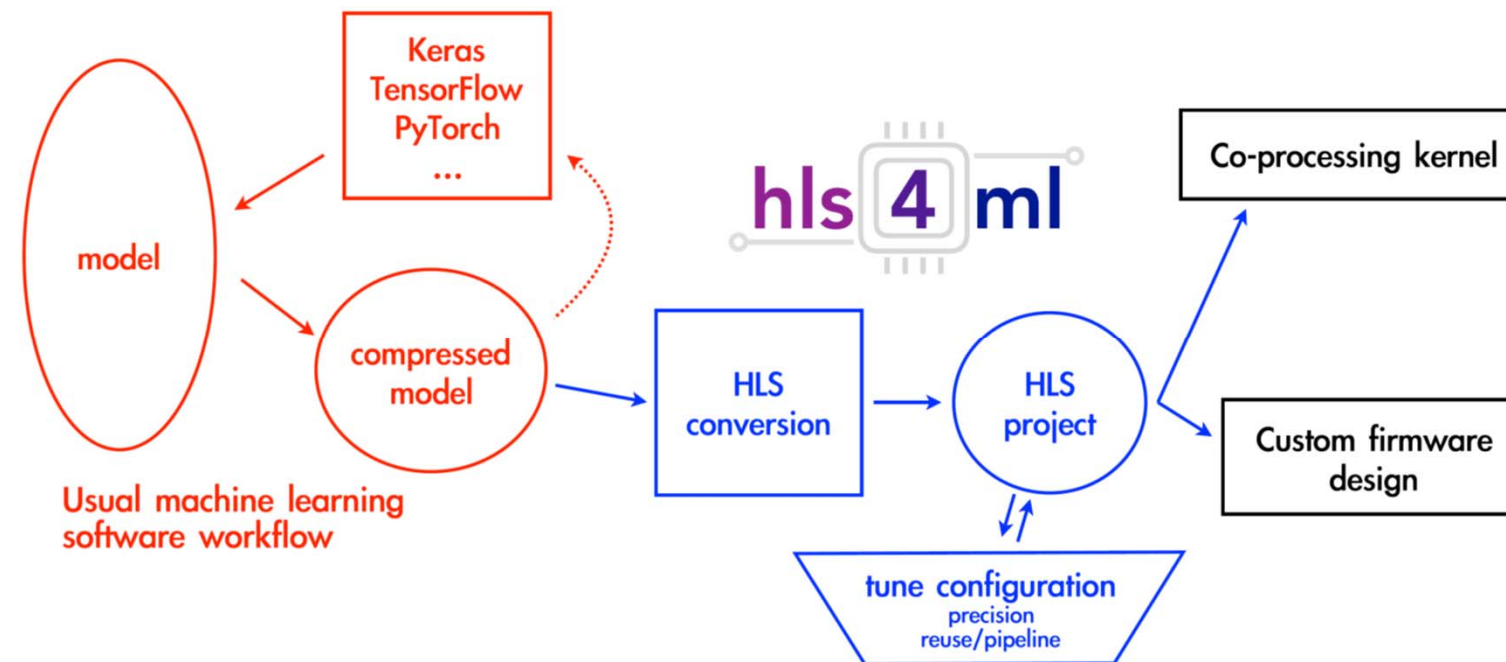 Keras
TensorFlow
PyTorch
...
model
compressed
model
Usual machine learning
software workflow
hls 4 ml
HLS
conversion
HLS
project
tune configuration
precision
reuse/pipeline
Co-processing kernel
Custom firmware
design